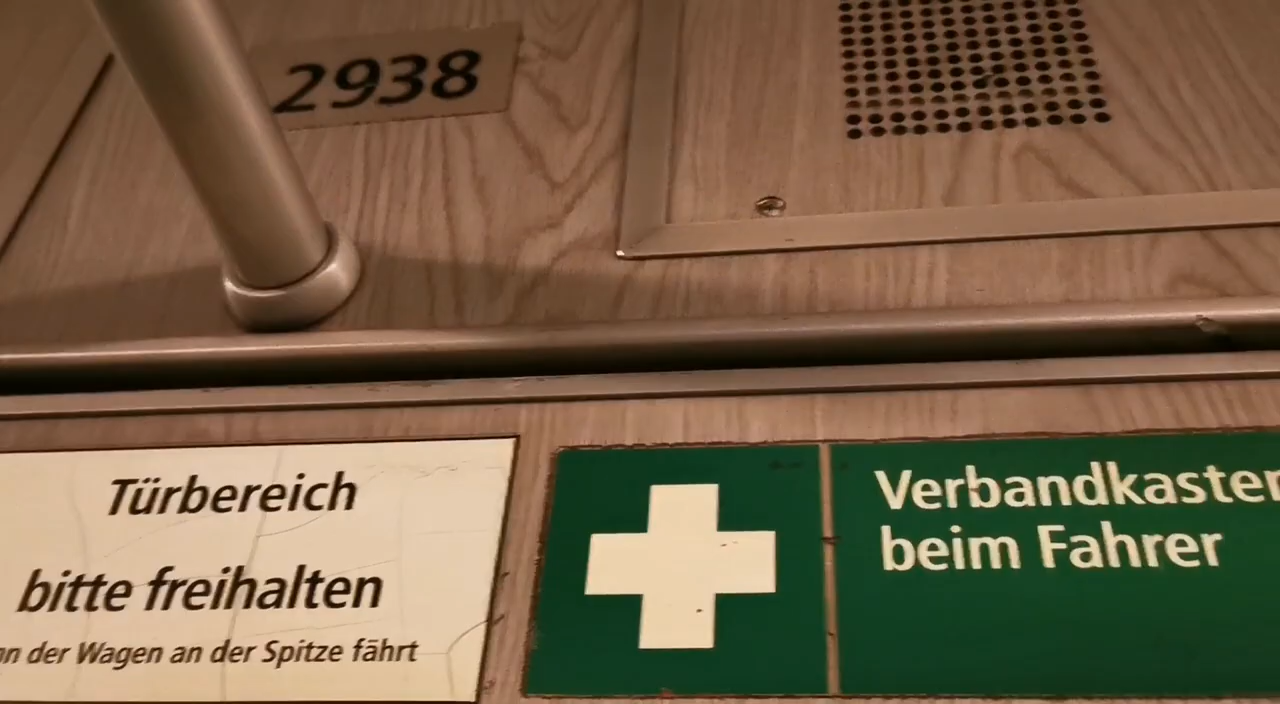 2938
Türbereich
bitte freihalten
der Wagen an der Spitze fährt
Verbandkasten
beim Fahrer